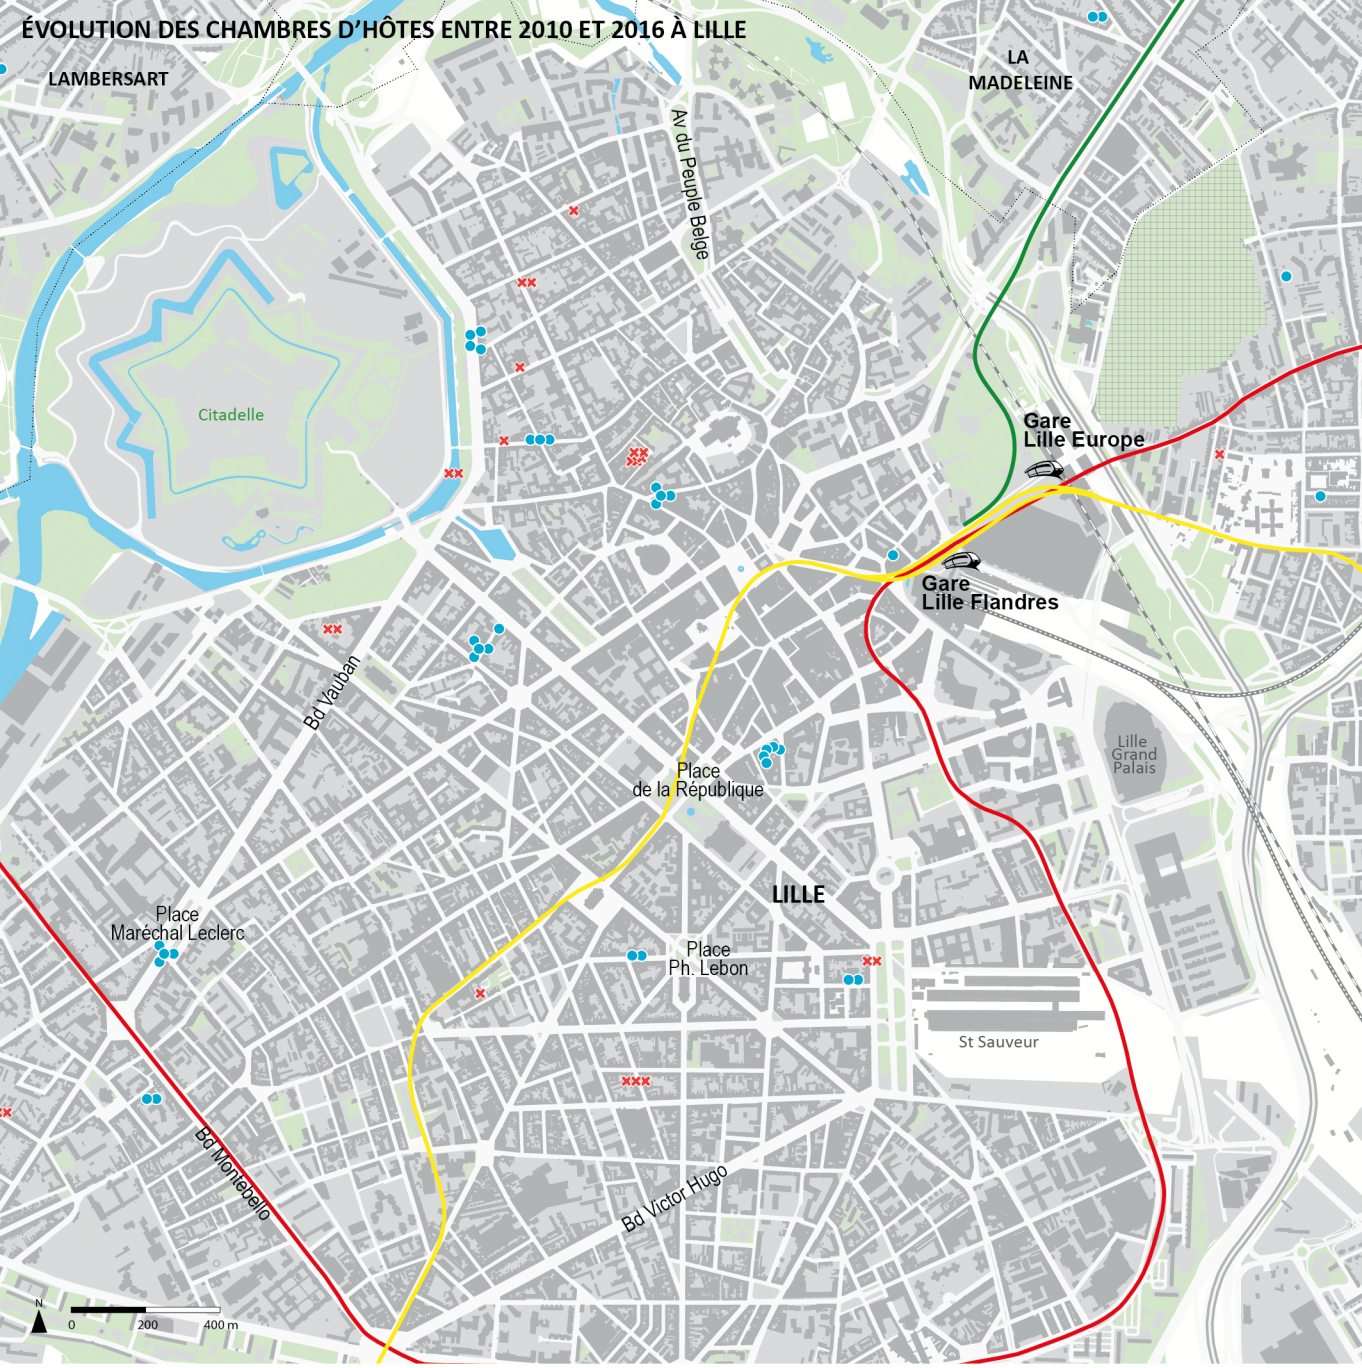 ÉVOLUTION DES CHAMBRES D’HÔTES ENTRE 2010 ET 2016 À LILLE
LAMBERSART
LA
MADELEINE
Av du Peuple Belge
Citadelle
Gare
Lille Europe
Gare
Lille Flandres
Bd Vauban
Lille
Grand
Palais
Place
de la République
LILLE
Place
Maréchal Leclerc
Place
Ph. Lebon
St Sauveur
Bd Montebello
Bd Victor Hugo
N
0 200 400 m